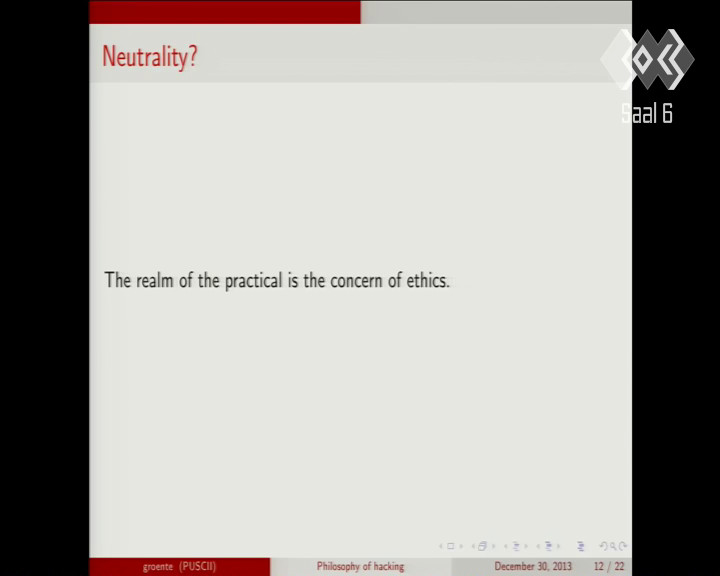 Neutrality?
Saal 6
The realm of the practical is the concern of ethics.
groente (PUSCII) Philosophy of hacking December 30, 2013 12 / 22